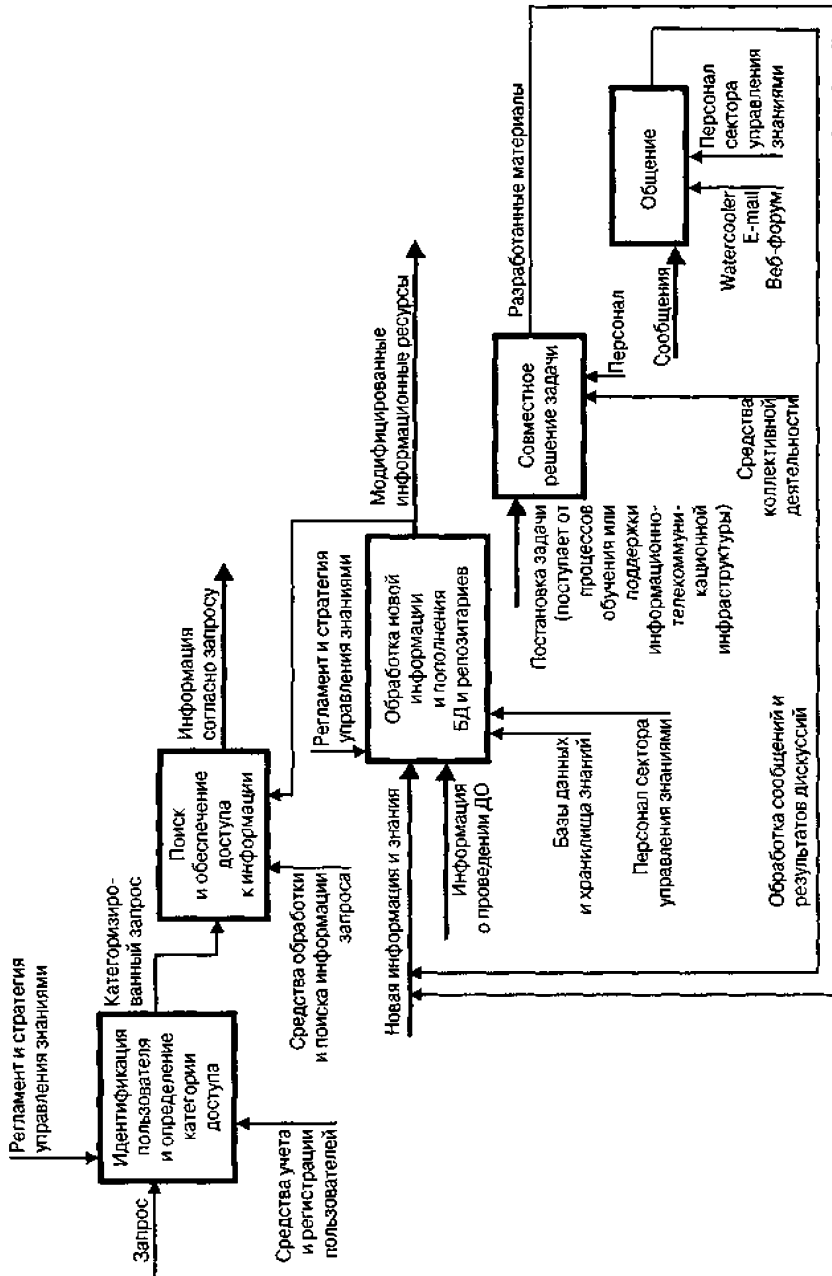 Регламент и стратегия
управления знаниями
Запрос
Идентификация
пользователя
и определение
категории
доступа
Средства учета
и регистрации
пользователей
Категоризиро-
ванный запрос
Поиск
и обеспечение
доступа
к информации
Средства обработки
и поиска информации
запроса
Информация
согласно запросу
Регламент и стратегия
управления знаниями
Новая информация и знания
Информация
о проведении ДО
Обработка новой
информации
и пополнения
БД и репозитариев
Базы данных
и хранилища знаний
Персонал сектора
управления знаниями
Модифицированные
информационные ресурсы
Постановка задачи
(поступает от
процессов
обучения или
поддержки
информационно-
телекоммуни-
кационной
инфраструктуры)
Совместное
решение задачи
Персонал
Средства
коллективной
деятельности
Разработанные материалы
Сообщения
Общение
Watercooler
E-mail
Веб-форум
Персонал
сектора
управления
знаниями
Обработка сообщений и
результатов дискуссий